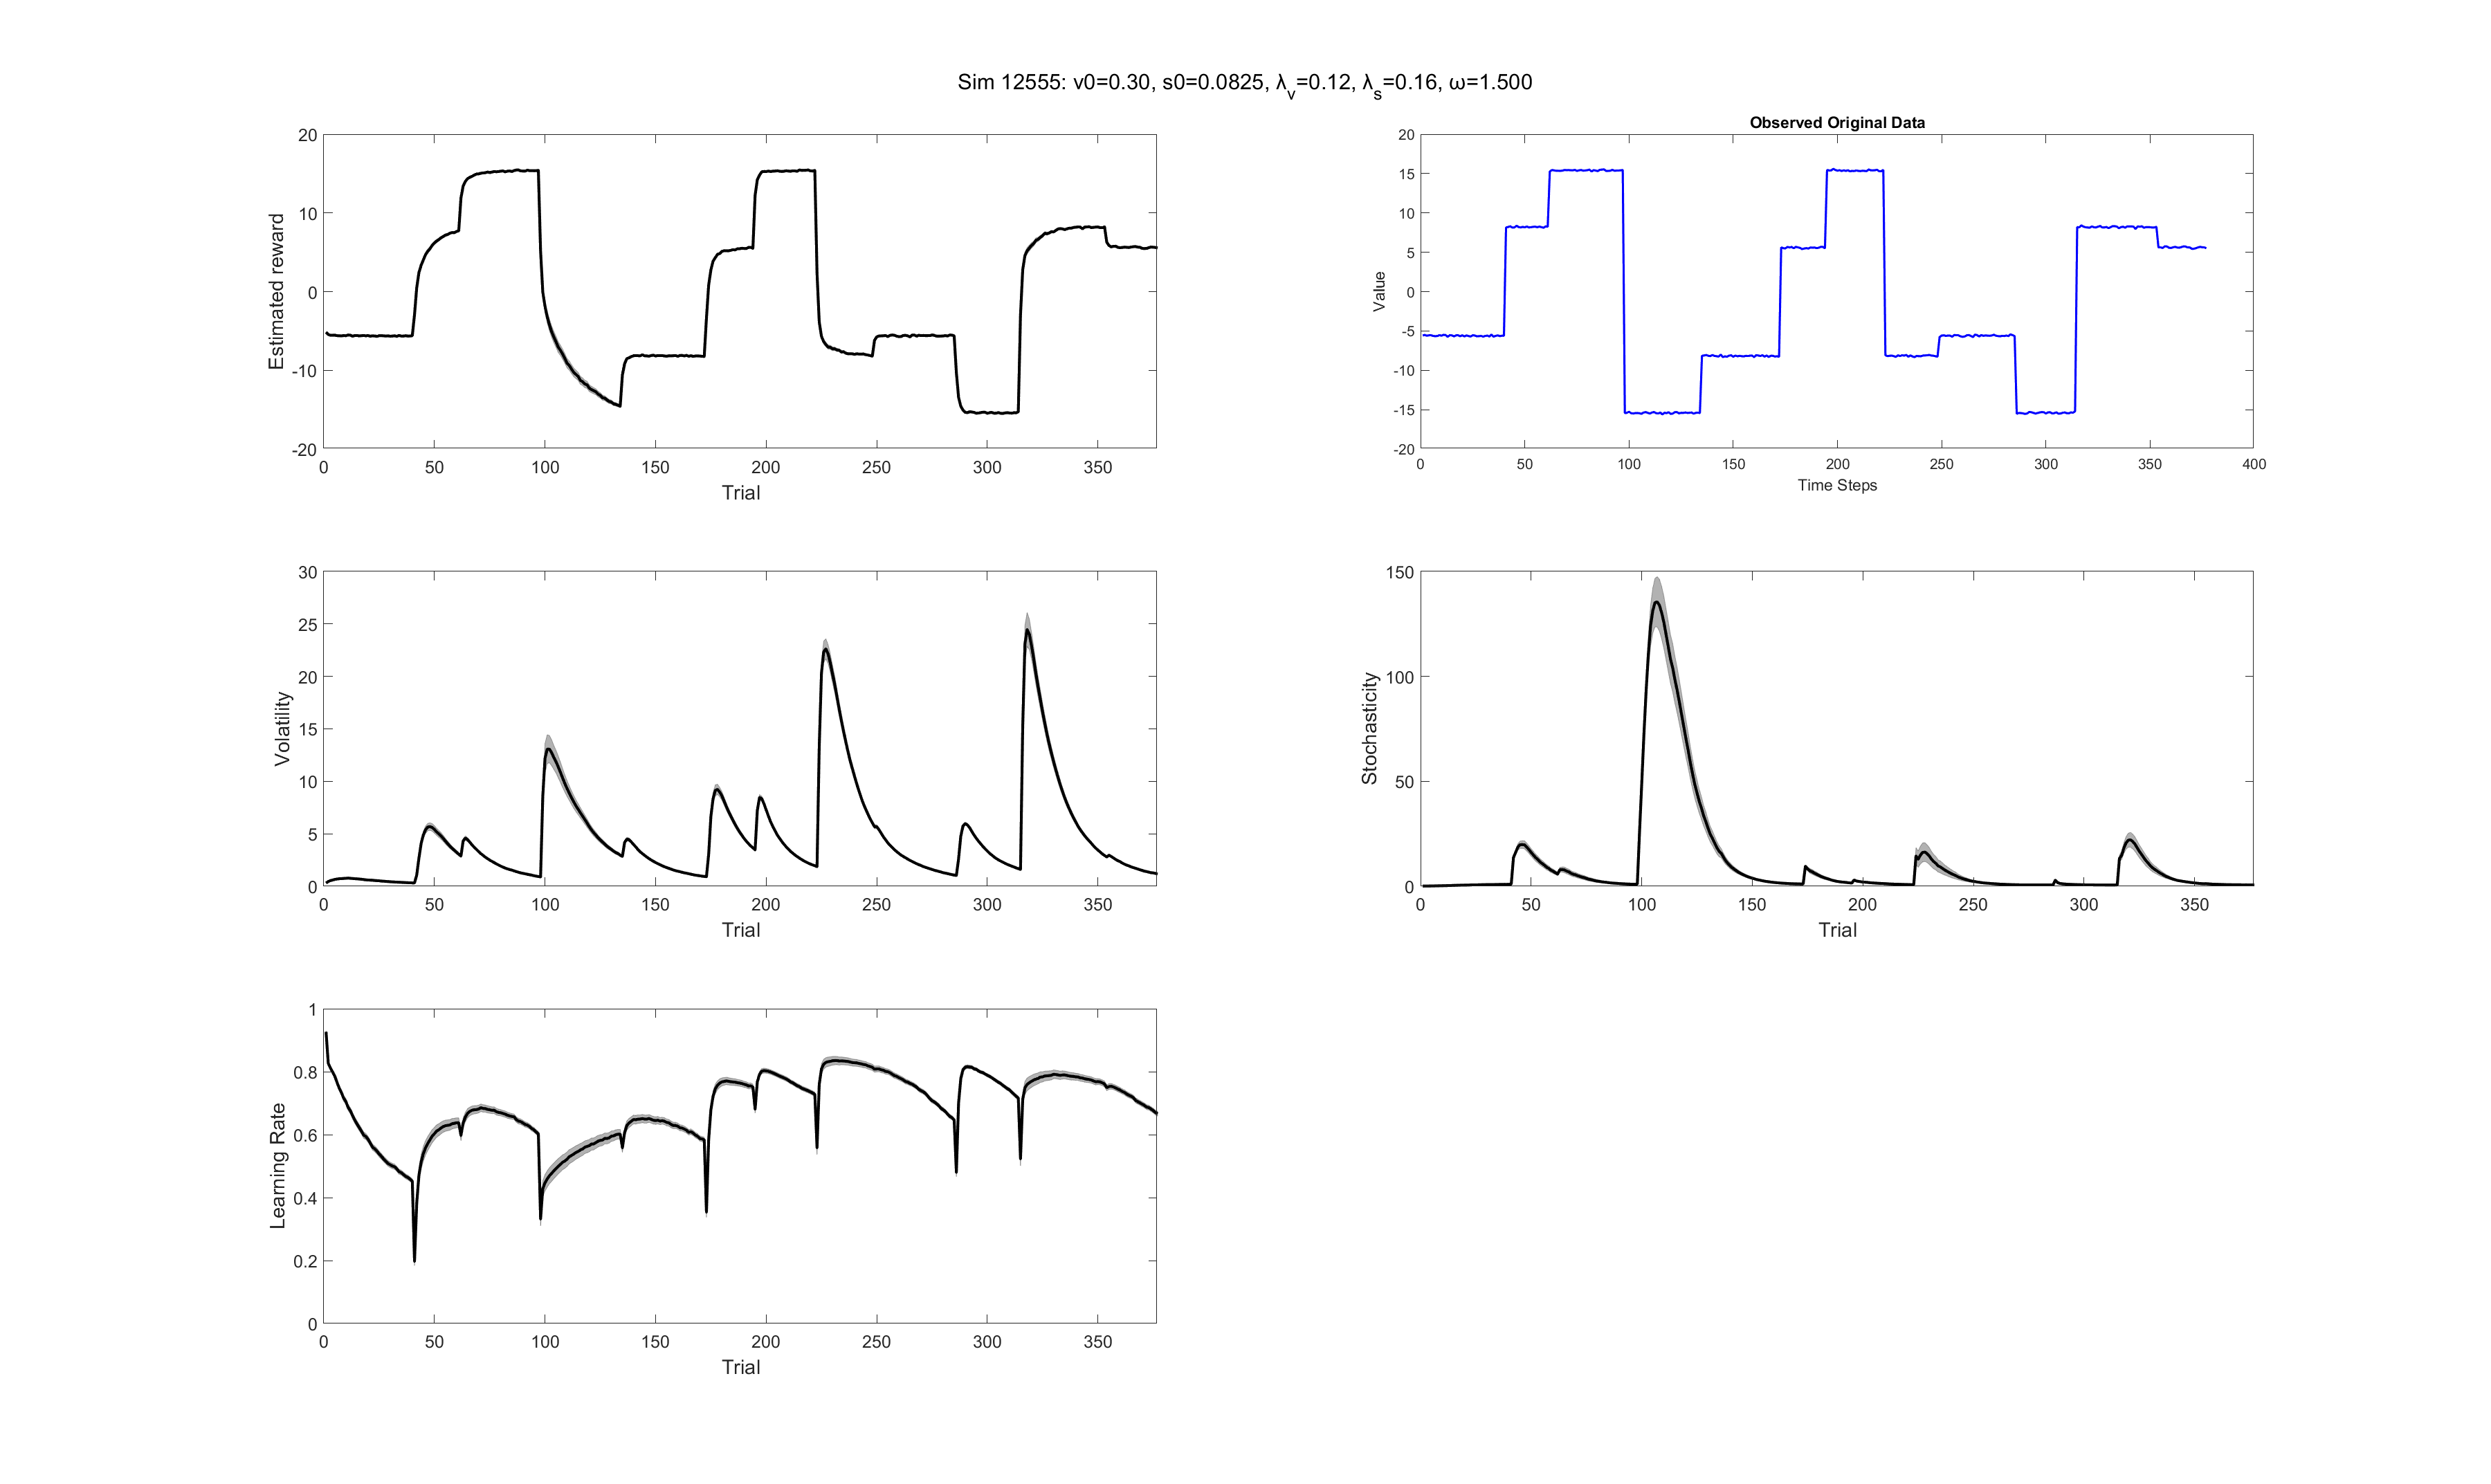 Sim 12555: v0=0.30, s0=0.0825, λv=0.12, λs=0.16, ω=1.500
Estimated reward
20
10
0
-10
-20
0 50 100 150 200 250 300 350
Trial
Observed Original Data
Value
20
15
10
5
0
-5
-10
-15
-20
0 50 100 150 200 250 300 350 400
Time Steps
Volatility
30
25
20
15
10
5
0
0 50 100 150 200 250 300 350
Trial
Stochasticity
150
100
50
0
0 50 100 150 200 250 300 350
Trial
Learning Rate
1
0.8
0.6
0.4
0.2
0
0 50 100 150 200 250 300 350
Trial